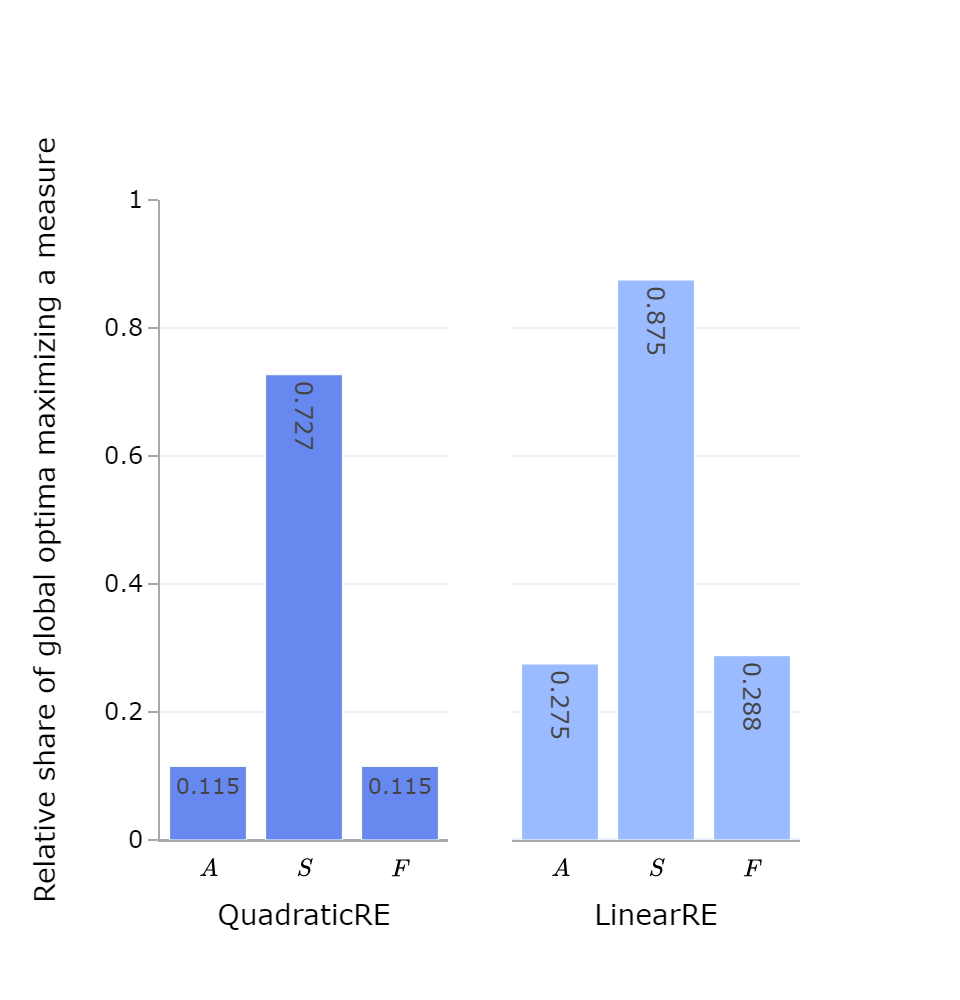 Relative share of global optima maximizing a measure
1
0.8
0.6
0.4
0.2
0
0.115
0.727
0.115
0.275
0.875
0.288
A S F
A S F
QuadraticRE
LinearRE